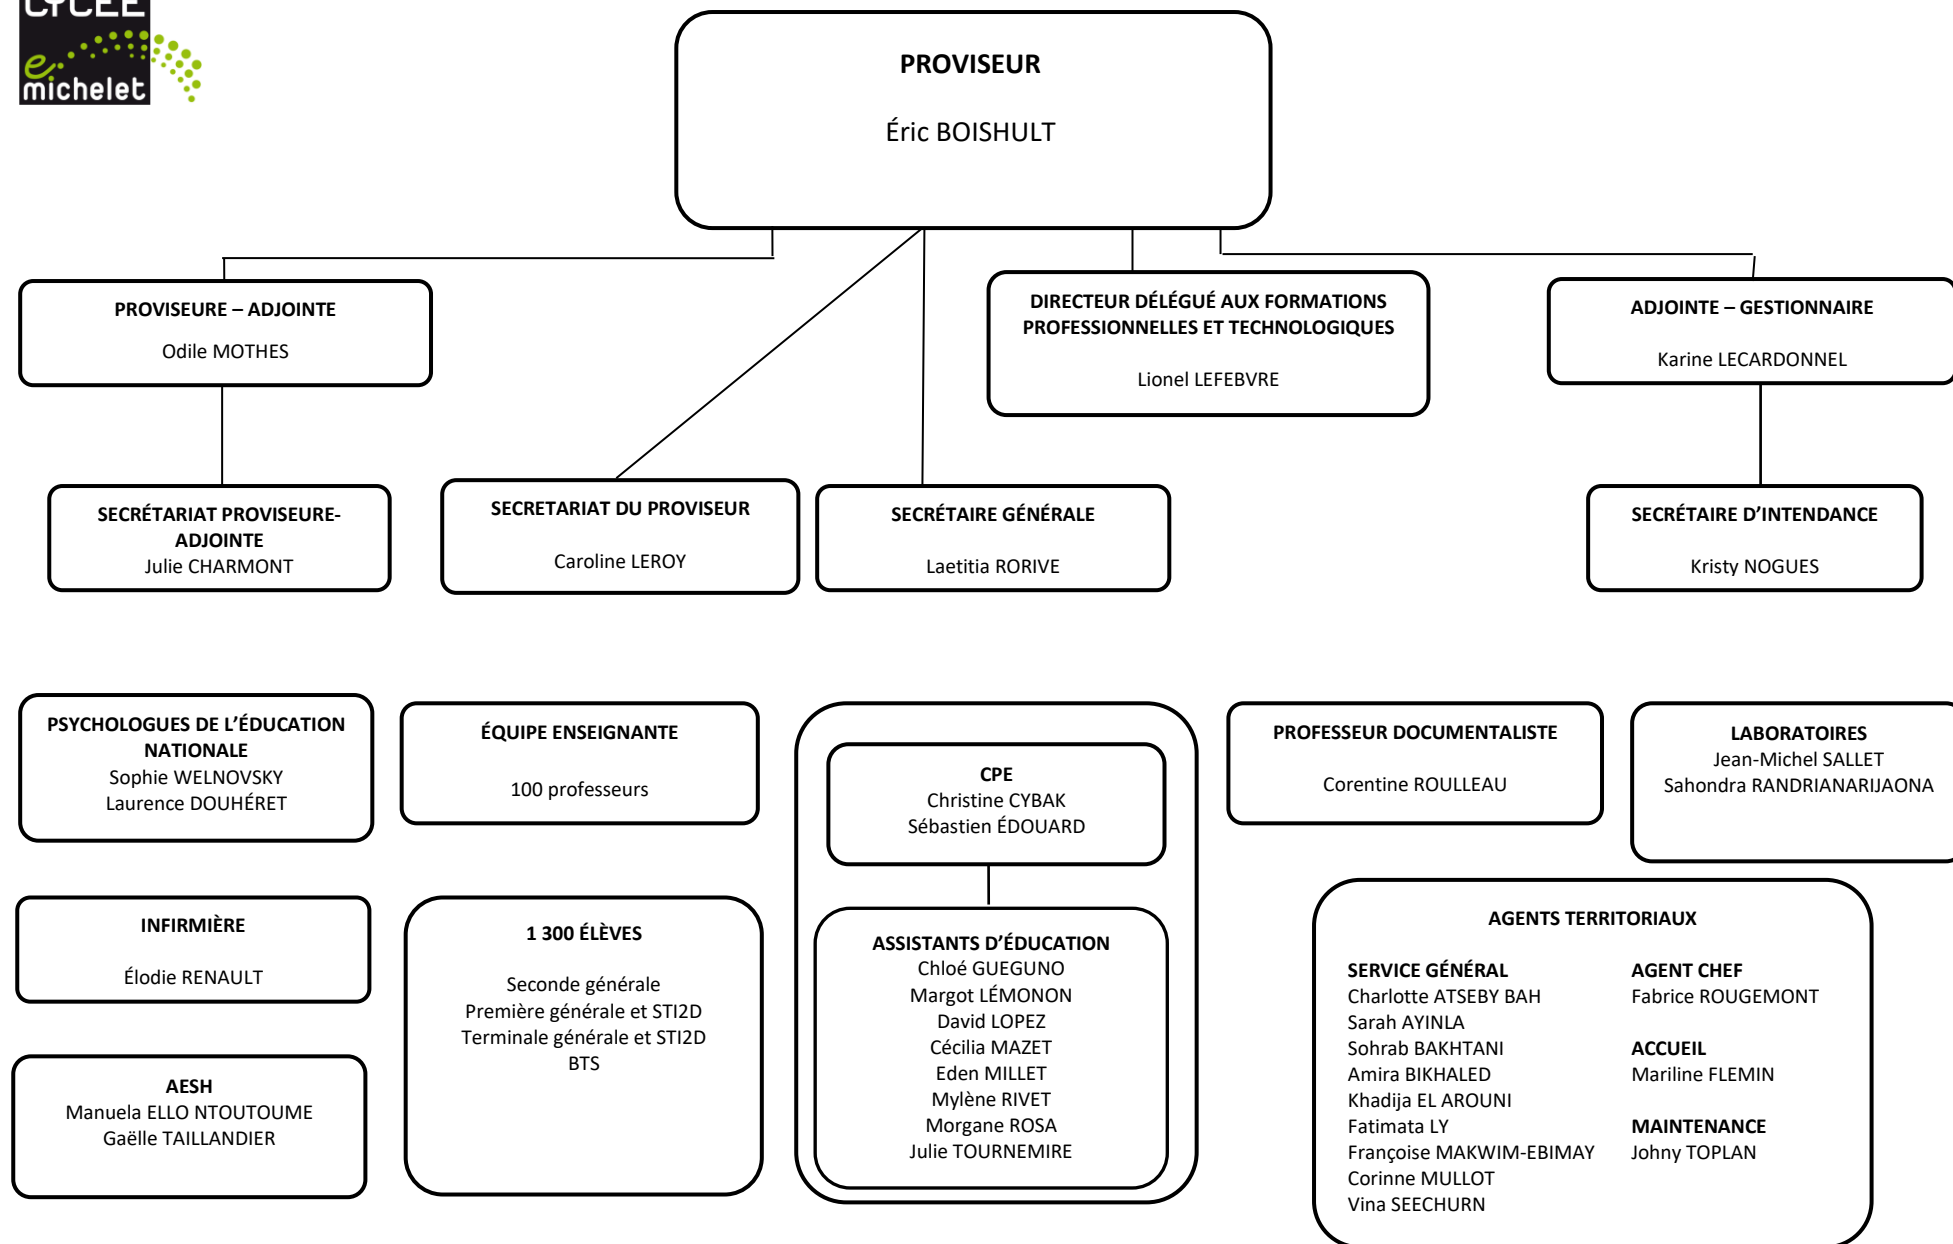 LYCEE
e
michelet
PROVISEUR
Éric BOISHULT
PROVISEURE – ADJOINTE
Odile MOTHES
DIRECTEUR DÉLÉGUÉ AUX FORMATIONS
PROFESSIONNELLES ET TECHNOLOGIQUES
Lionel LEFEBVRE
ADJOINTE – GESTIONNAIRE
Karine LECARDONNEL
SECRÉTARIAT PROVISEURE-
ADJOINTE
Julie CHARMONT
SECRETARIAT DU PROVISEUR
Caroline LEROY
SECRÉTAIRE GÉNÉRALE
Laetitia RORIVE
SECRÉTAIRE D’INTENDANCE
Kristy NOGUES
PSYCHOLOGUES DE L’ÉDUCATION
NATIONALE
Sophie WELNOVSKY
Laurence DOUHÉRET
ÉQUIPE ENSEIGNANTE
100 professeurs
CPE
Christine CYBAK
Sébastien ÉDOUARD
PROFESSEUR DOCUMENTALISTE
Corentine ROULLEAU
LABORATOIRES
Jean-Michel SALLET
Sahondra RANDRIANARIJAONA
INFIRMIÈRE
Élodie RENAULT
1 300 ÉLÈVES
Seconde générale
Première générale et STI2D
Terminale générale et STI2D
BTS
ASSISTANTS D’ÉDUCATION
Chloé GUEGUNO
Margot LÉMONON
David LOPEZ
Cécilia MAZET
Eden MILLET
Mylène RIVET
Morgane ROSA
Julie TOURNEMIRE
AESH
Manuela ELLO NTOUTOUME
Gaëlle TAILLANDIER
AGENTS TERRITORIAUX
SERVICE GÉNÉRAL
Charlotte ATSEBY BAH
Sarah AYINLA
Sohrab BAKHTANI
Amira BIKHALED
Khadija EL AROUNI
Fatimata LY
Françoise MAKWIM-EBIMAY
Corinne MULLOT
Vina SEECHURN
AGENT CHEF
Fabrice ROUGEMONT
ACCUEIL
Mariline FLEMIN
MAINTENANCE
Johny TOPLAN